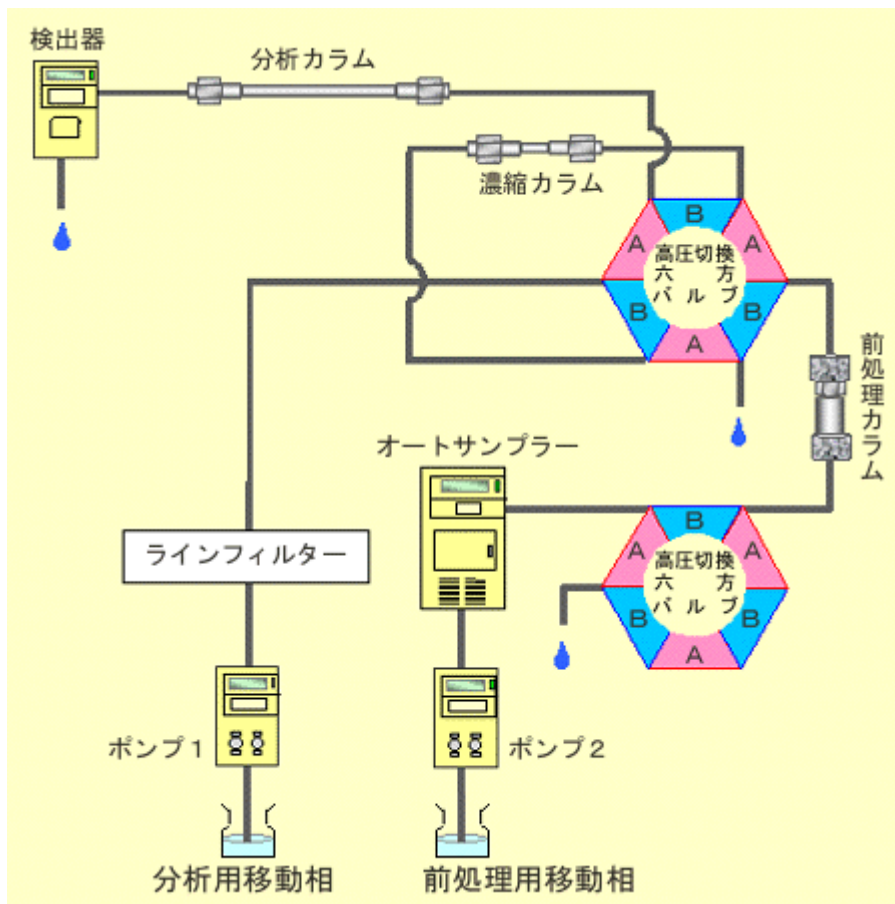 検出器
分析カラム
濃縮カラム
B
A
A
高圧切換
六方
バルブ
B
B
A
前処理カラム
オートサンプラー
B
A
A
高圧切換
六方
バルブ
B
B
A
ラインフィルター
ポンプ1
ポンプ2
分析用移動相
前処理用移動相